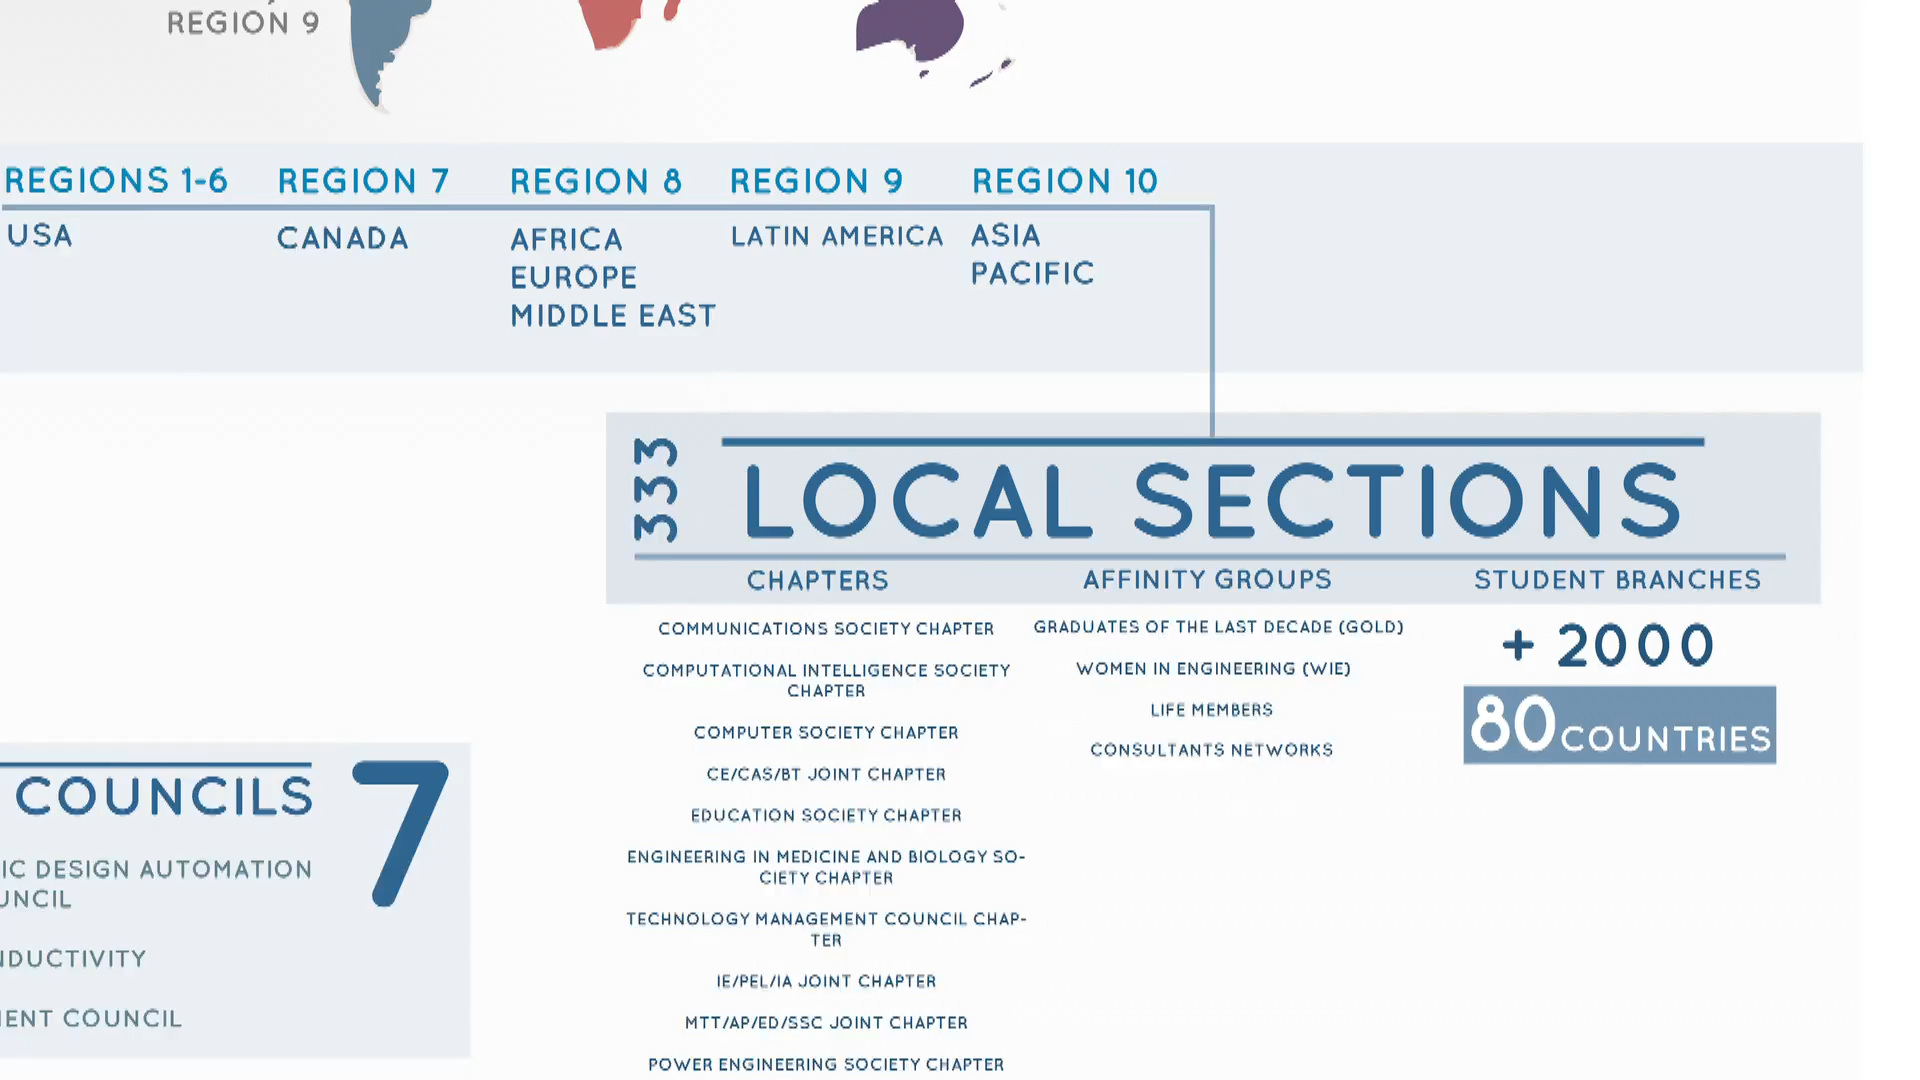 REGION 9
REGIONS 1-6
USA
REGION 7
CANADA
REGION 8
AFRICA
EUROPE
MIDDLE EAST
REGION 9
LATIN AMERICA
REGION 10
ASIA
PACIFIC
333
LOCAL SECTIONS
CHAPTERS
COMMUNICATIONS SOCIETY CHAPTER
COMPUTATIONAL INTELLIGENCE SOCIETY
CHAPTER
COMPUTER SOCIETY CHAPTER
CE/CAS/BT JOINT CHAPTER
EDUCATION SOCIETY CHAPTER
ENGINEERING IN MEDICINE AND BIOLOGY SO-
CIETY CHAPTER
TECHNOLOGY MANAGEMENT COUNCIL CHAP-
TER
IE/PEL/IA JOINT CHAPTER
MTT/AP/ED/SSC JOINT CHAPTER
POWER ENGINEERING SOCIETY CHAPTER
AFFINITY GROUPS
GRADUATES OF THE LAST DECADE (GOLD)
WOMEN IN ENGINEERING (WIE)
LIFE MEMBERS
CONSULTANTS NETWORKS
STUDENT BRANCHES
+ 2000
80 COUNTRIES
COUNCILS
7
IC DESIGN AUTOMATION
UNCIL
NDUCTIVITY
ENT COUNCIL